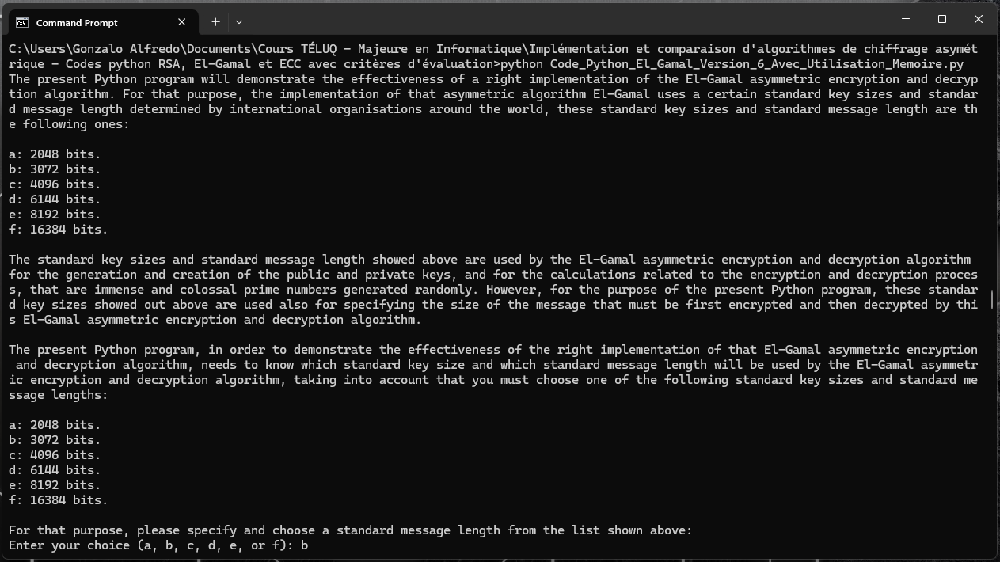 Command Prompt
C:\Users\Gonzalo Alfredo\Documents\Cours TÉLUQ - Majeure en Informatique\Implémentation et comparaison d'algorithmes de chiffrage asymét
rique - Codes python RSA, El-Gamal et ECC avec critères d'évaluation>python Code_Python_El_Gamal_Version_6_Avec_Utilisation_Memoire.py
The present Python program will demonstrate the effectiveness of a right implementation of the El-Gamal asymmetric encryption and decryp
tion algorithm. For that purpose, the implementation of that asymmetric algorithm El-Gamal uses a certain standard key sizes and standar
d message length determined by international organisations around the world, these standard key sizes and standard message length are th
e following ones:
a: 2048 bits.
b: 3072 bits.
c: 4096 bits.
d: 6144 bits.
e: 8192 bits.
f: 16384 bits.
The standard key sizes and standard message length showed above are used by the El-Gamal asymmetric encryption and decryption algorithm
for the generation and creation of the public and private keys, and for the calculations related to the encryption and decryption proces
s, that are immense and colossal prime numbers generated randomly. However, for the purpose of the present Python program, these standar
d key sizes showed out above are used also for specifying the size of the message that must be first encrypted and then decrypted by thi
s El-Gamal asymmetric encryption and decryption algorithm.
The present Python program, in order to demonstrate the effectiveness of the right implementation of that El-Gamal asymmetric encryption
 and decryption algorithm, needs to know which standard key size and which standard message length will be used by the El-Gamal asymmetr
ic encryption and decryption algorithm, taking into account that you must choose one of the following standard key sizes and standard me
ssage lengths:
a: 2048 bits.
b: 3072 bits.
c: 4096 bits.
d: 6144 bits.
e: 8192 bits.
f: 16384 bits.
For that purpose, please specify and choose a standard message length from the list shown above:
Enter your choice (a, b, c, d, e, or f): b